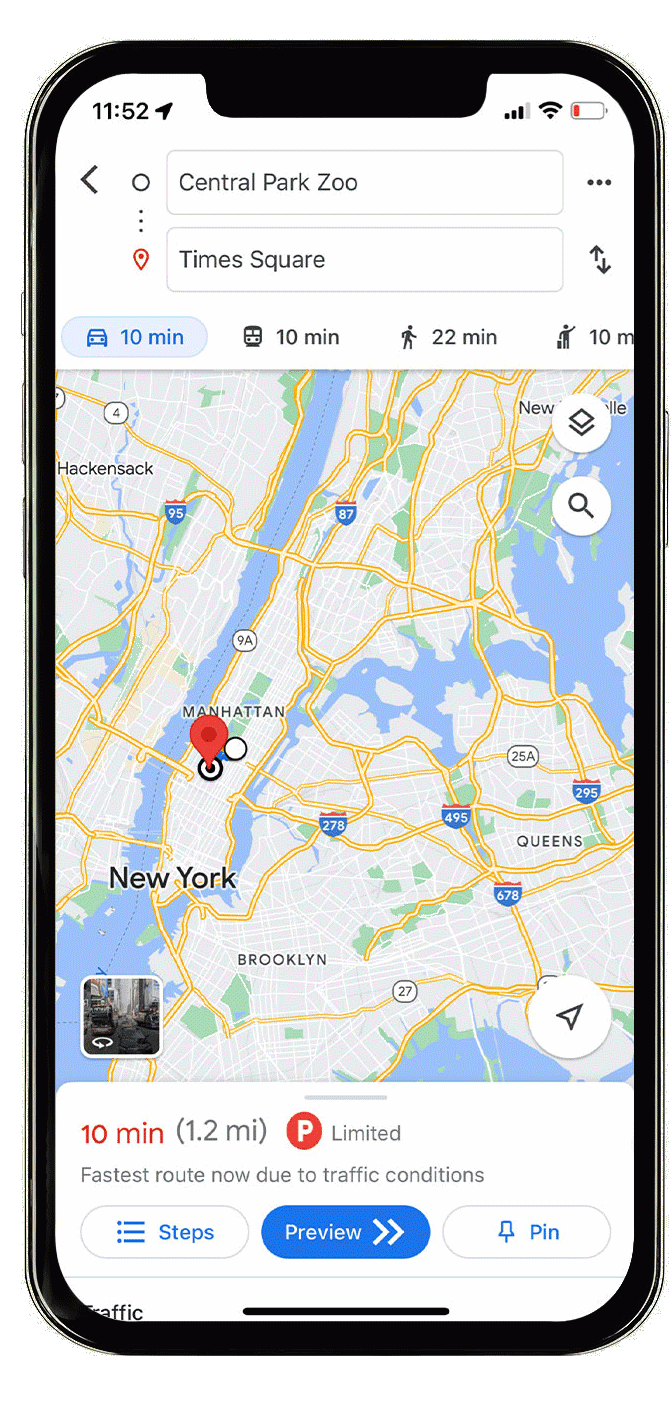 11:52
Central Park Zoo
Times Square
10 min
10 min
22 min
10 m
4
New
lle
Hackensack
95
87
9A
MANHATTAN
25A
295
278
495
QUEENS
678
New York
BROOKLYN
27
10 min (1.2 mi) P Limited
Fastest route now due to traffic conditions
Steps
Preview
Pin
Traffic